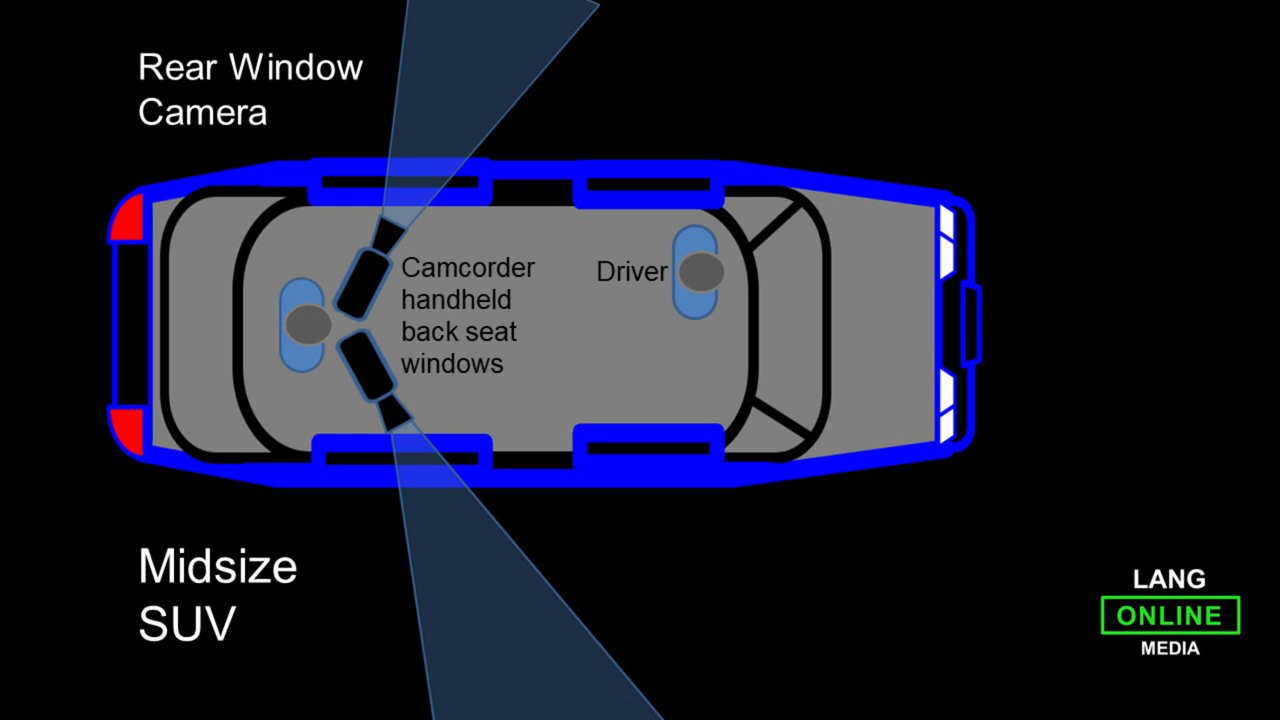 Rear Window
Camera
Camcorder
handheld
back seat
windows
Driver
Midsize
SUV
LANG
ONLINE
MEDIA